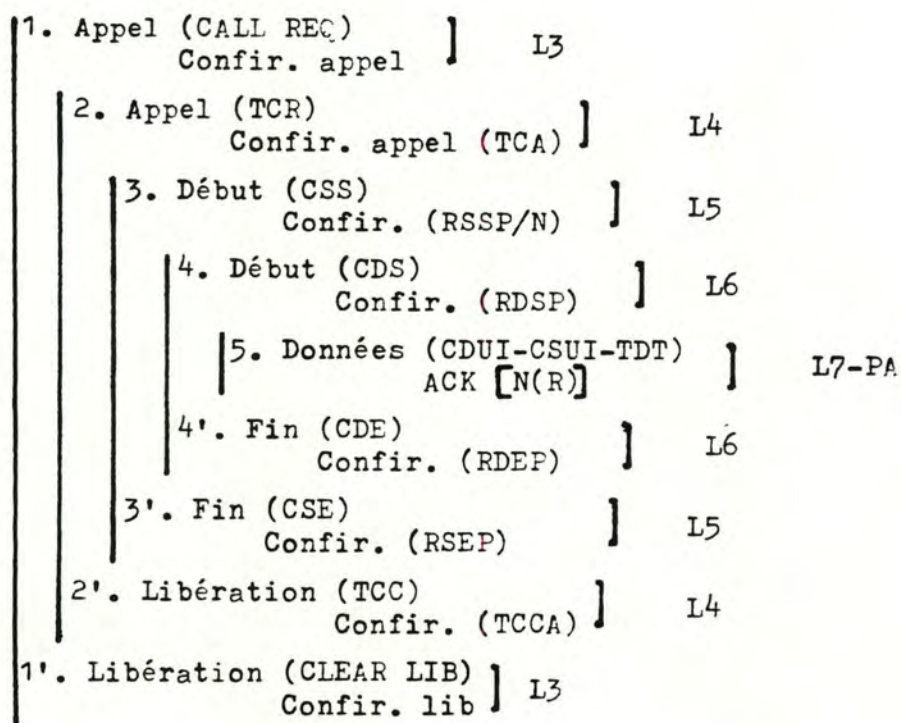 1. Appel (CALL REQ)
Confir. appel ] L3
2. Appel (TCR)
Confir. appel (TCA) ] L4
3. Début (CSS)
Confir. (RSSP/N) ] L5
4. Début (CDS)
Confir. (RDSP) ] L6
5. Données (CDUI-CSUI-TDT)
ACK [N(R)] ] L7-PA
4'. Fin (CDE)
Confir. (RDEP) ] L6
3'. Fin (CSE)
Confir. (RSEP) ] L5
2'. Libération (TCC)
Confir. (TCCA) ] L4
1'. Libération (CLEAR LIB)
Confir. lib ] L3